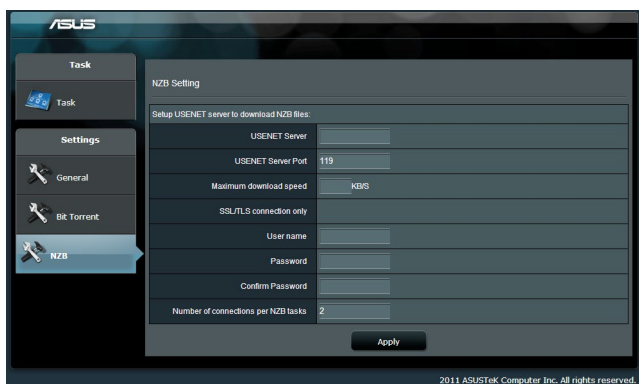 ASUS
Task
Task
Settings
General
Bit Torrent
NZB
NZB Setting
Setup USENET server to download NZB files:
USENET Server
USENET Server Port 119
Maximum download speed KB/S
SSL/TLS connection only
User name
Password
Confirm Password
Number of connections per NZB tasks 2
Apply
2011 ASUSTeK Computer Inc. All rights reserved.